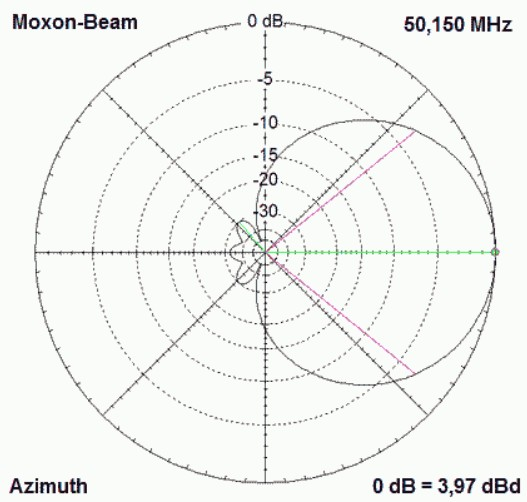 Moxon-Beam
0 dB
50,150 MHz
-5
-10
-15
-20
-30
Azimuth
0 dB = 3,97 dBd